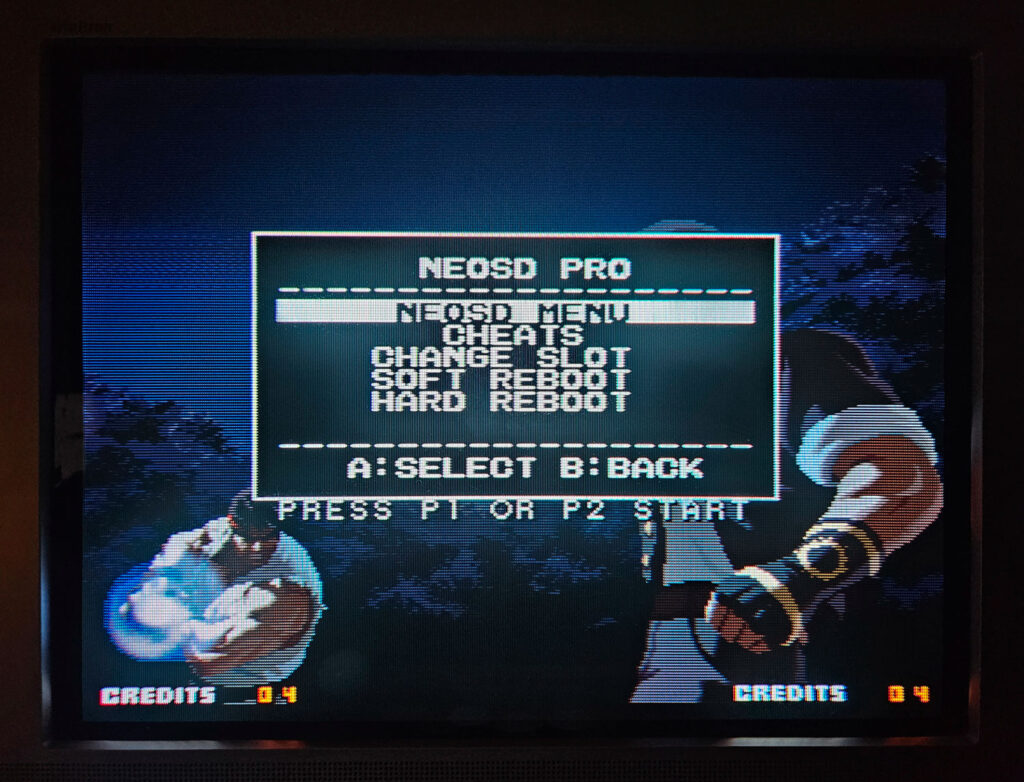 NEOSD PRO
NEOSD MENU
CHEATS
CHANGE SLOT
SOFT REBOOT
HARD REBOOT
A:SELECT B:BACK
PRESS P1 OR P2 START
CREDITS 04 CREDITS 04